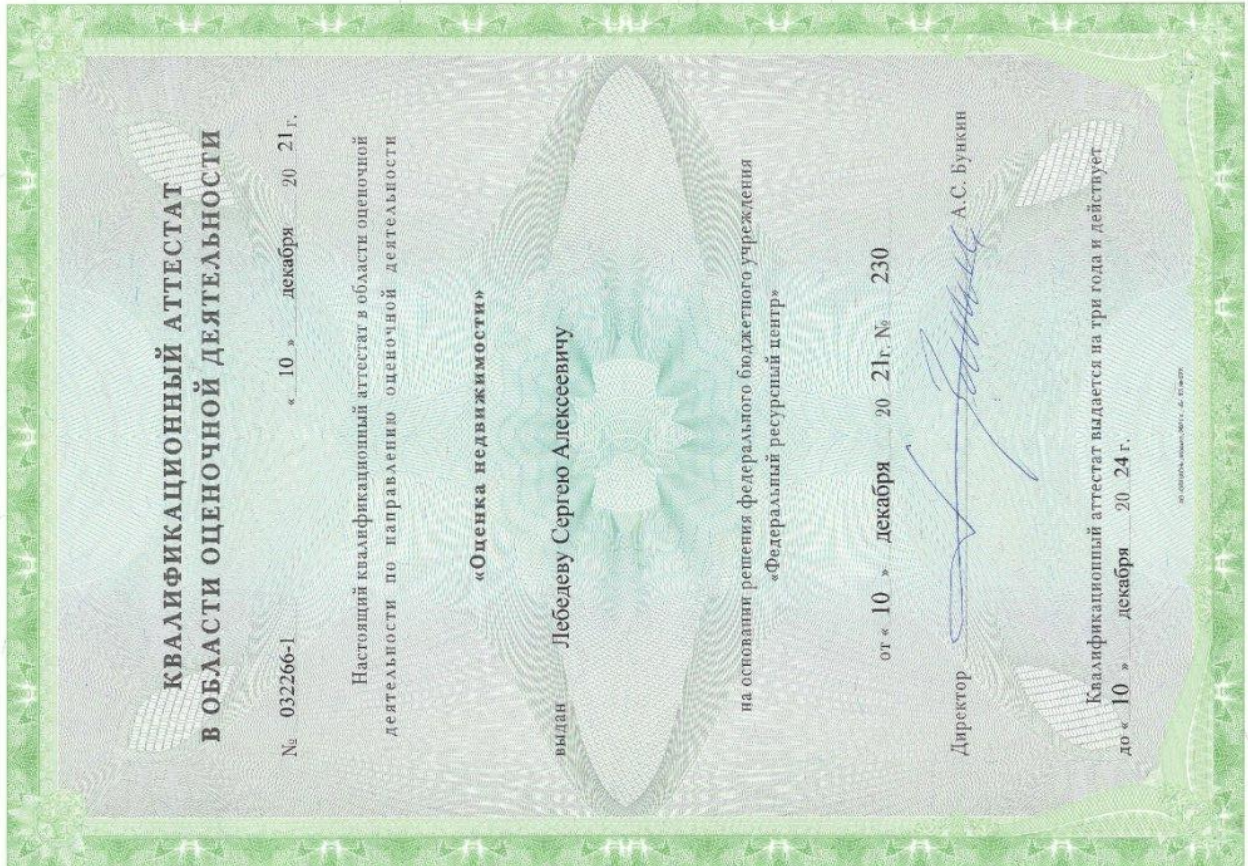 КВАЛИФИКАЦИОННЫЙ АТТЕСТАТ
В ОБЛАСТИ ОЦЕНОЧНОЙ ДЕЯТЕЛЬНОСТИ
№ 032266-1 « 10 » декабря 20 21 г.
Настоящий квалификационный аттестат в области оценочной
деятельности по направлению оценочной деятельности
«Оценка недвижимости»
выдан Лебедеву Сергею Алексеевичу
на основании решения федерального бюджетного учреждения
«Федеральный ресурсный центр»
от « 10 » декабря 20 21г. № 230
Директор А.С. Бункин
Квалификационный аттестат выдается на три года и действует
до « 10 » декабря 20 24 г.